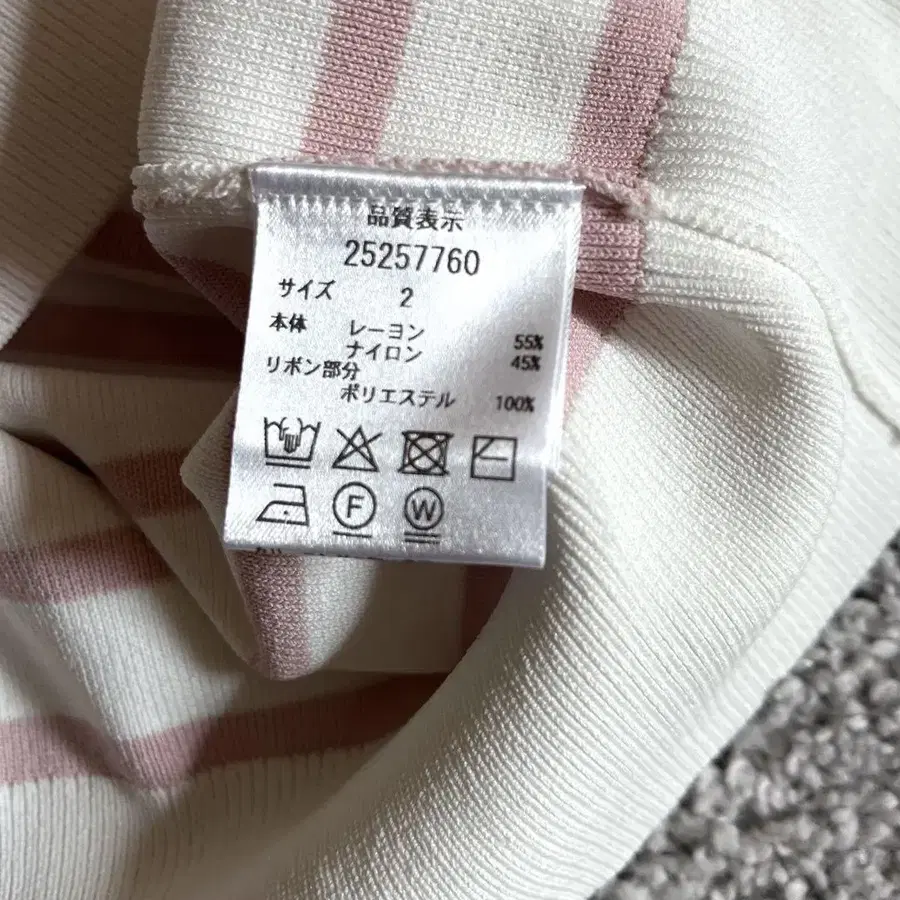 品質表示
25257760
サイズ 2
本体 レーヨン 55%
ナイロン 45%
リボン部分
ポリエステル 100%
F W